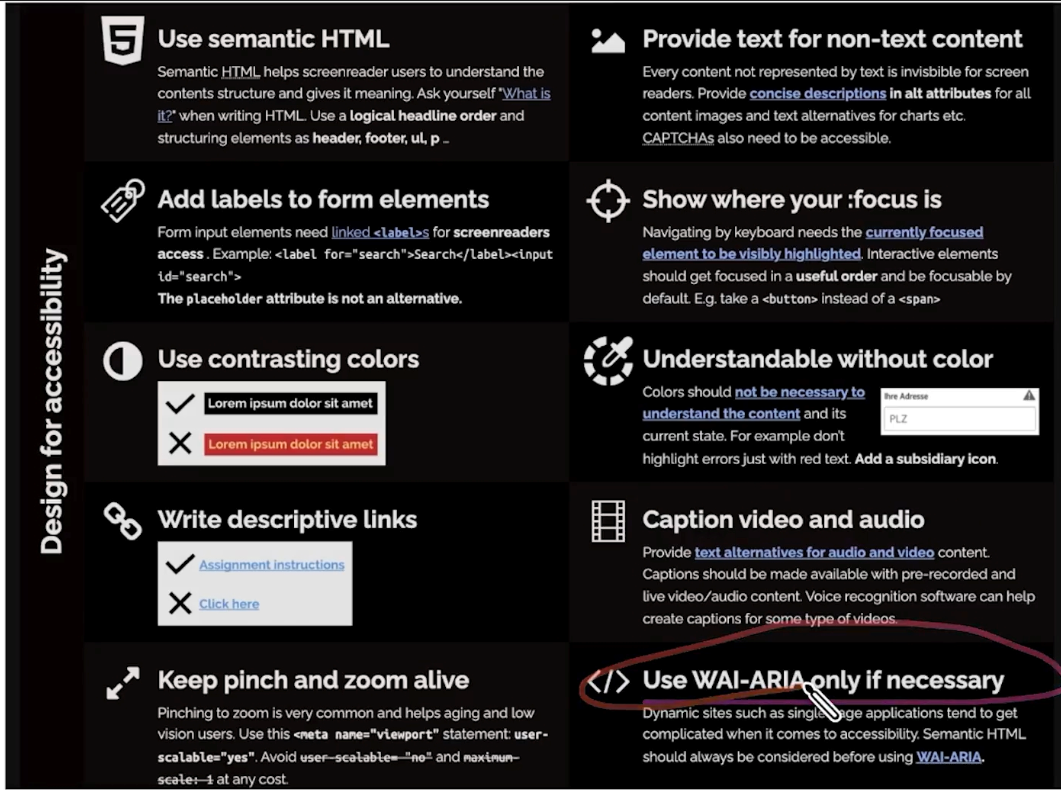 Design for accessibility
Use semantic HTML
Semantic HTML helps screenreader users to understand the
contents structure and gives it meaning. Ask yourself "What is
it?" when writing HTML. Use a logical headline order and
structuring elements as header, footer, ul, p ...
Provide text for non-text content
Every content not represented by text is invisbible for screen
readers. Provide concise descriptions in alt attributes for all
content images and text alternatives for charts etc.
CAPTCHAs also need to be accessible.
Add labels to form elements
Form input elements need linked <label>s for screenreaders
access . Example: <label for="search">Search</label><input
id="search">
The placeholder attribute is not an alternative.
Show where your :focus is
Navigating by keyboard needs the currently focused
element to be visibly highlighted. Interactive elements
should get focused in a useful order and be focusable by
default. E.g. take a <button> instead of a <span>
Use contrasting colors
Lorem ipsum dolor sit amet
Lorem ipsum dolor sit amet
Understandable without color
Colors should not be necessary to
understand the content and its
current state. For example don't
highlight errors just with red text. Add a subsidiary icon.
Ihre Adresse
PLZ
Write descriptive links
Assignment instructions
Click here
Caption video and audio
Provide text alternatives for audio and video content.
Captions should be made available with pre-recorded and
live video/audio content. Voice recognition software can help
create captions for some type of videos.
Keep pinch and zoom alive
Pinching to zoom is very common and helps aging and low
vision users. Use this <meta name="viewport" statement: user-
scalable="yes". Avoid user-scalable= "no" and maximum-
scale: 1 at any cost.
</> Use WAI-ARIA only if necessary
Dynamic sites such as single page applications tend to get
complicated when it comes to accessibility. Semantic HTML
should always be considered before using WAI-ARIA.